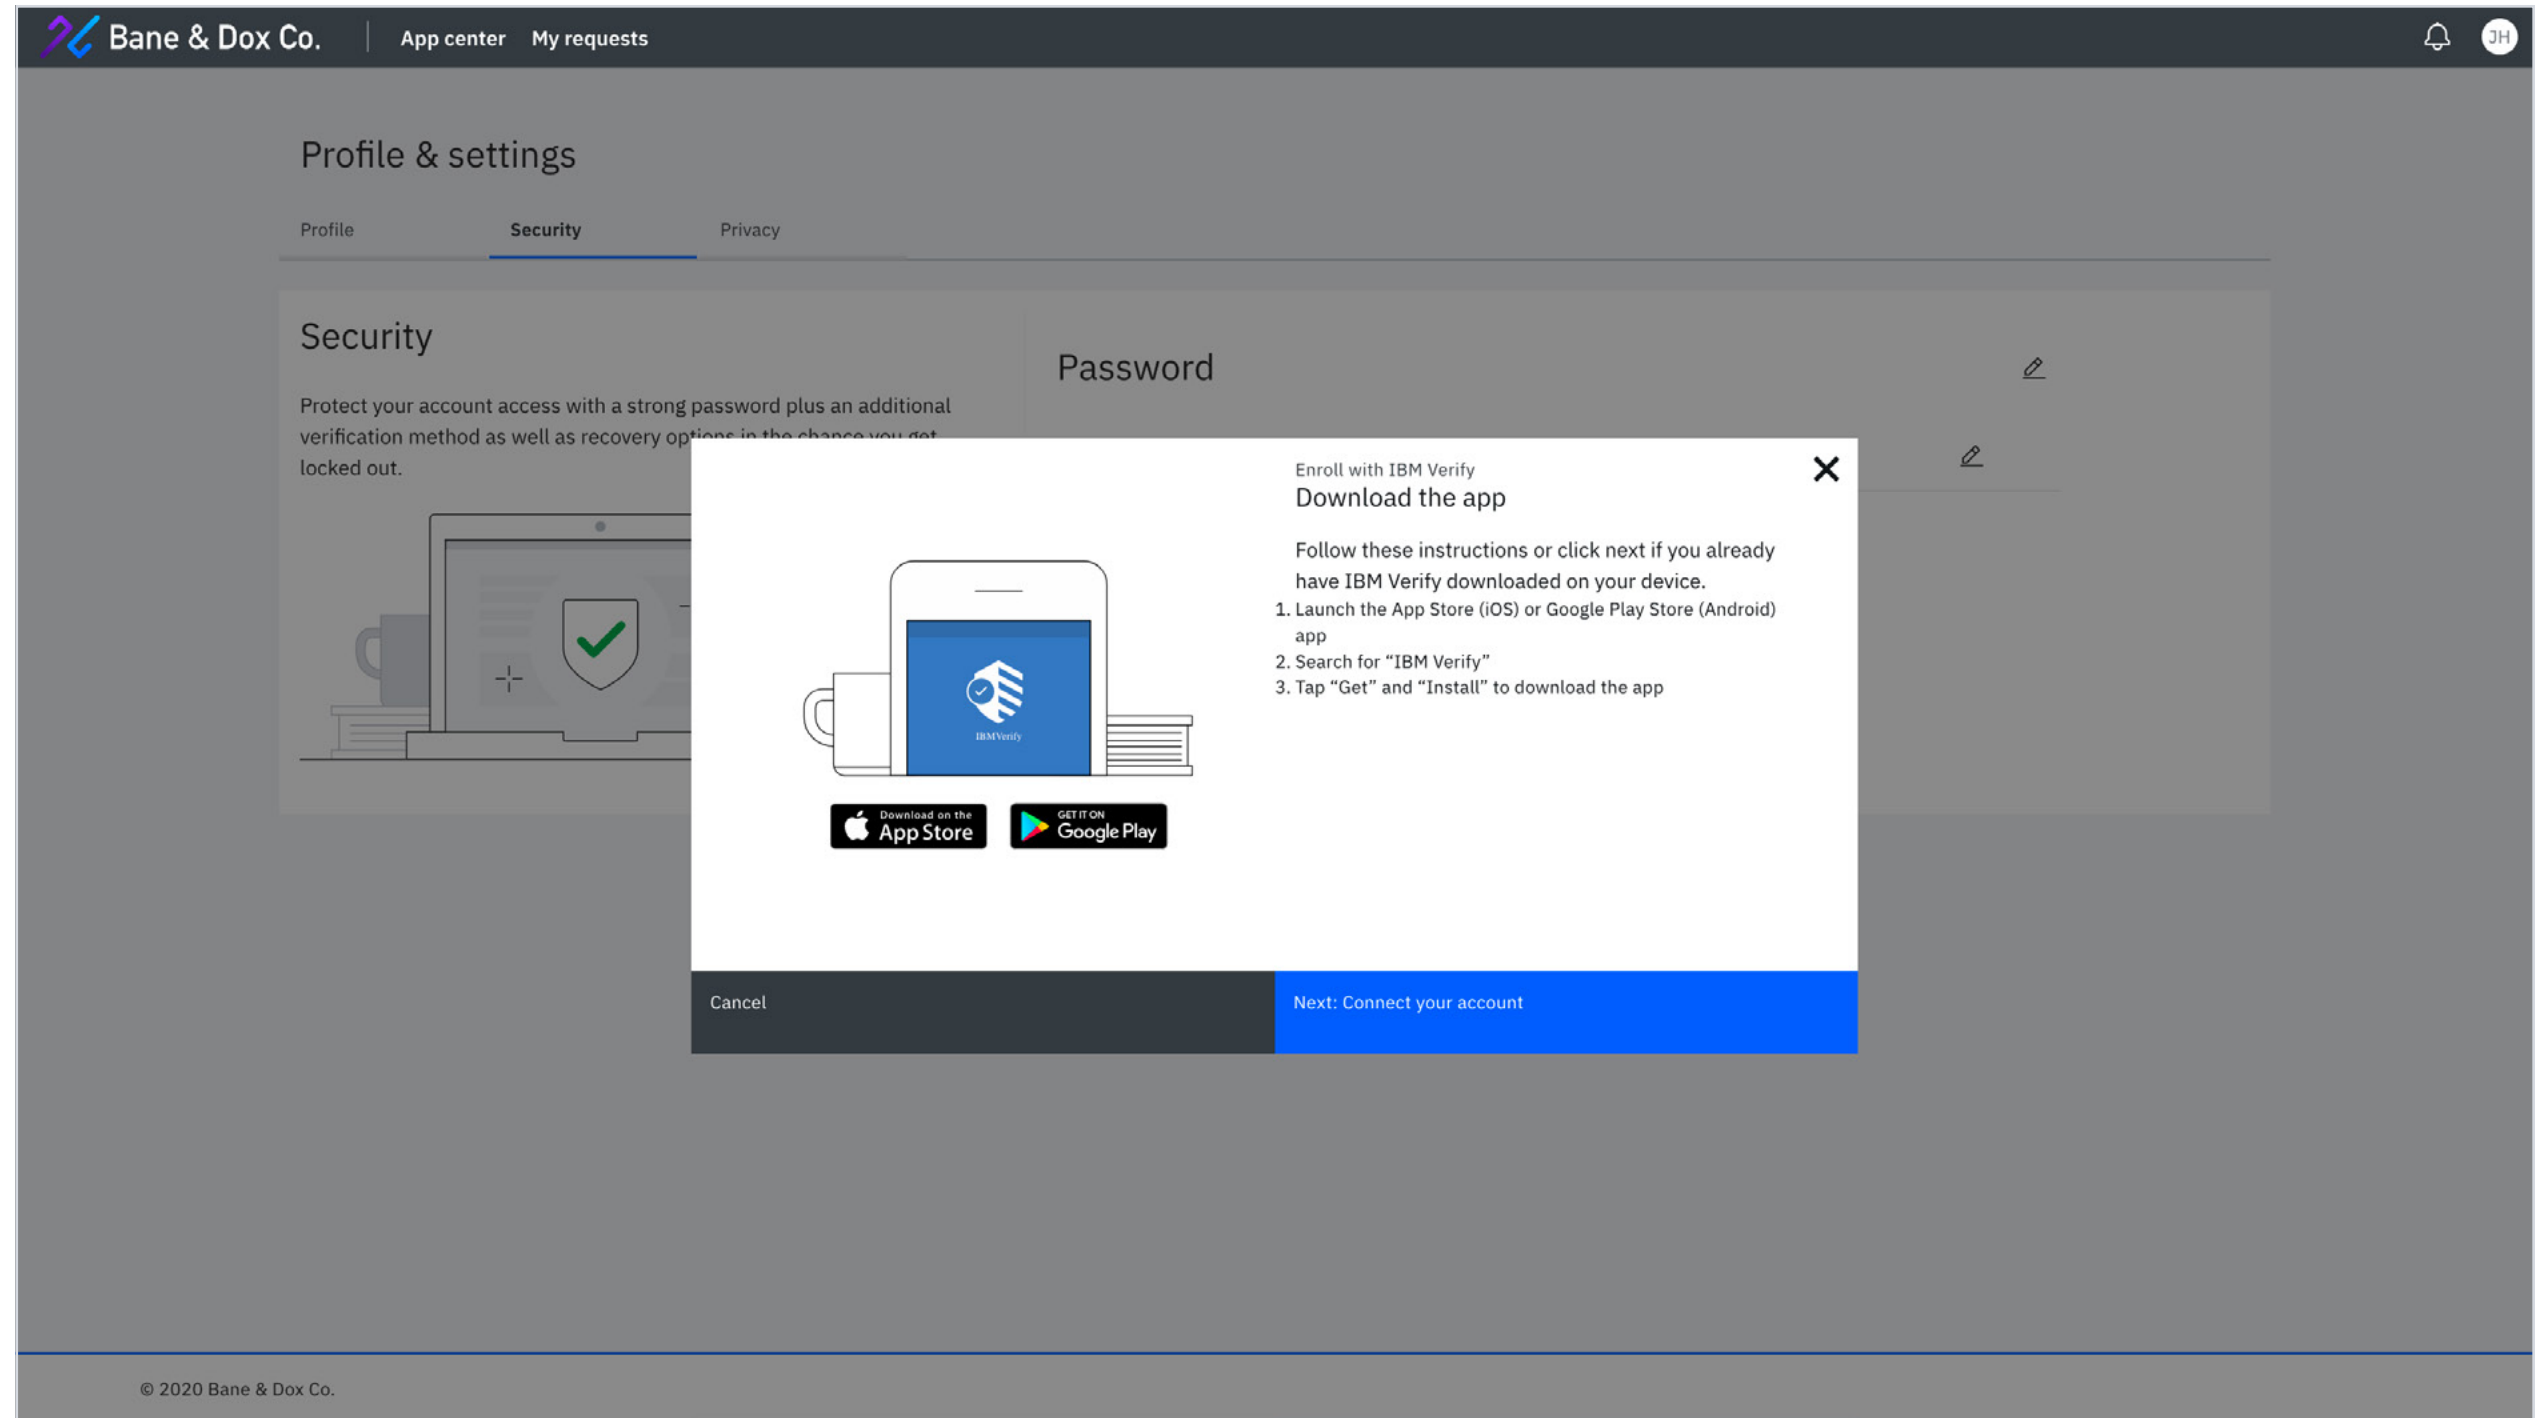 Bane & Dox Co.
App center
My requests
JH
Profile & settings
Profile
Security
Privacy
Security
Protect your account access with a strong password plus an additional
verification method as well as recovery options in the chance you get
locked out.
Password
Enroll with IBM Verify
Download the app
Follow these instructions or click next if you already
have IBM Verify downloaded on your device.
1. Launch the App Store (iOS) or Google Play Store (Android)
app
2. Search for “IBM Verify”
3. Tap “Get” and “Install” to download the app
IBM Verify
Download on the
App Store
GET IT ON
Google Play
Cancel
Next: Connect your account
© 2020 Bane & Dox Co.